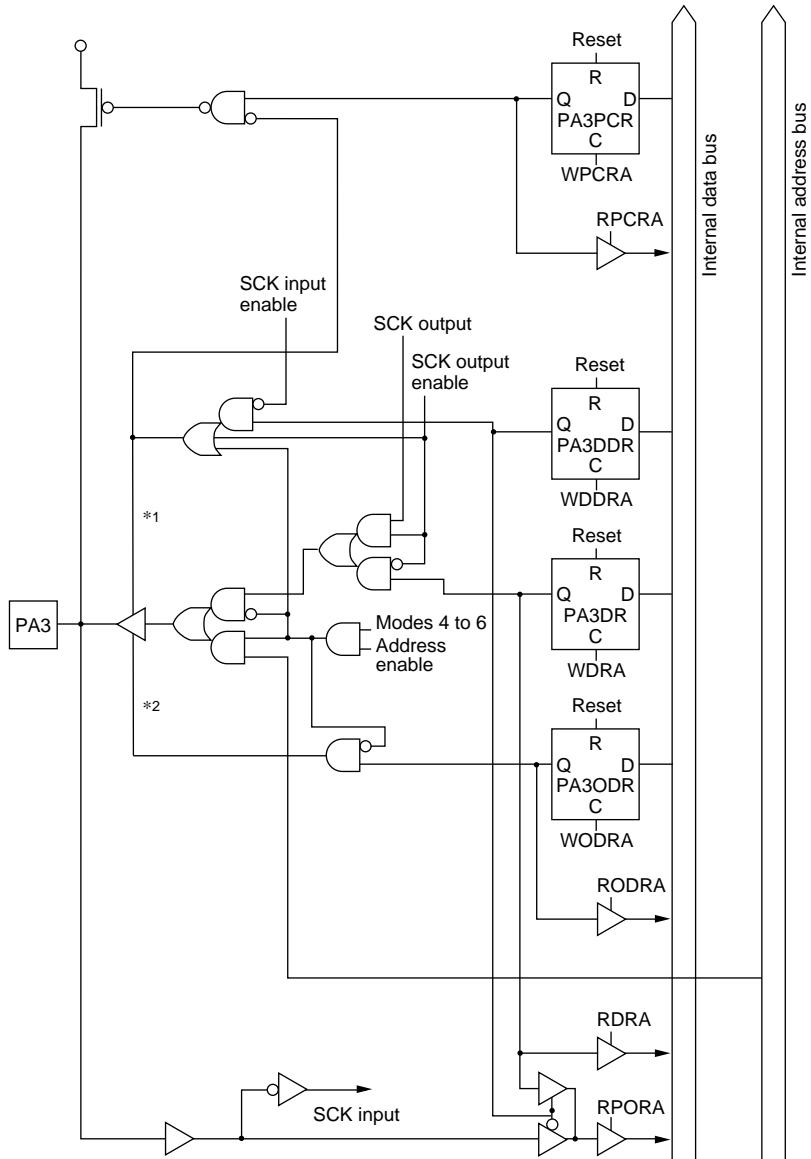 Reset
R
Q D
PA3PCR
C
WPCRA
RPCRA
Internal data bus
Internal address bus
SCK input
enable
SCK output
SCK output
enable
Reset
R
Q D
PA3DDR
C
WDDRA
*1
Reset
R
Q D
PA3DR
C
WDRA
PA3
Modes 4 to 6
Address
enable
*2
Reset
R
Q D
PA3ODR
C
WODRA
RODRA
RDRA
SCK input
RPORA